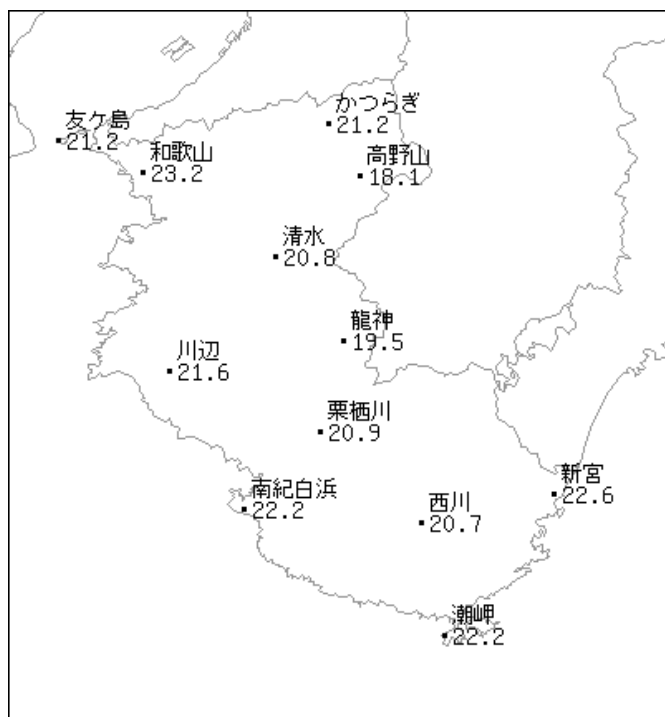 かつらぎ
21.2
友ケ島
21.2
和歌山
23.2
高野山
18.1
清水
20.8
龍神
19.5
川辺
21.6
栗栖川
20.9
新宮
22.6
南紀白浜
22.2
西川
20.7
潮岬
22.2